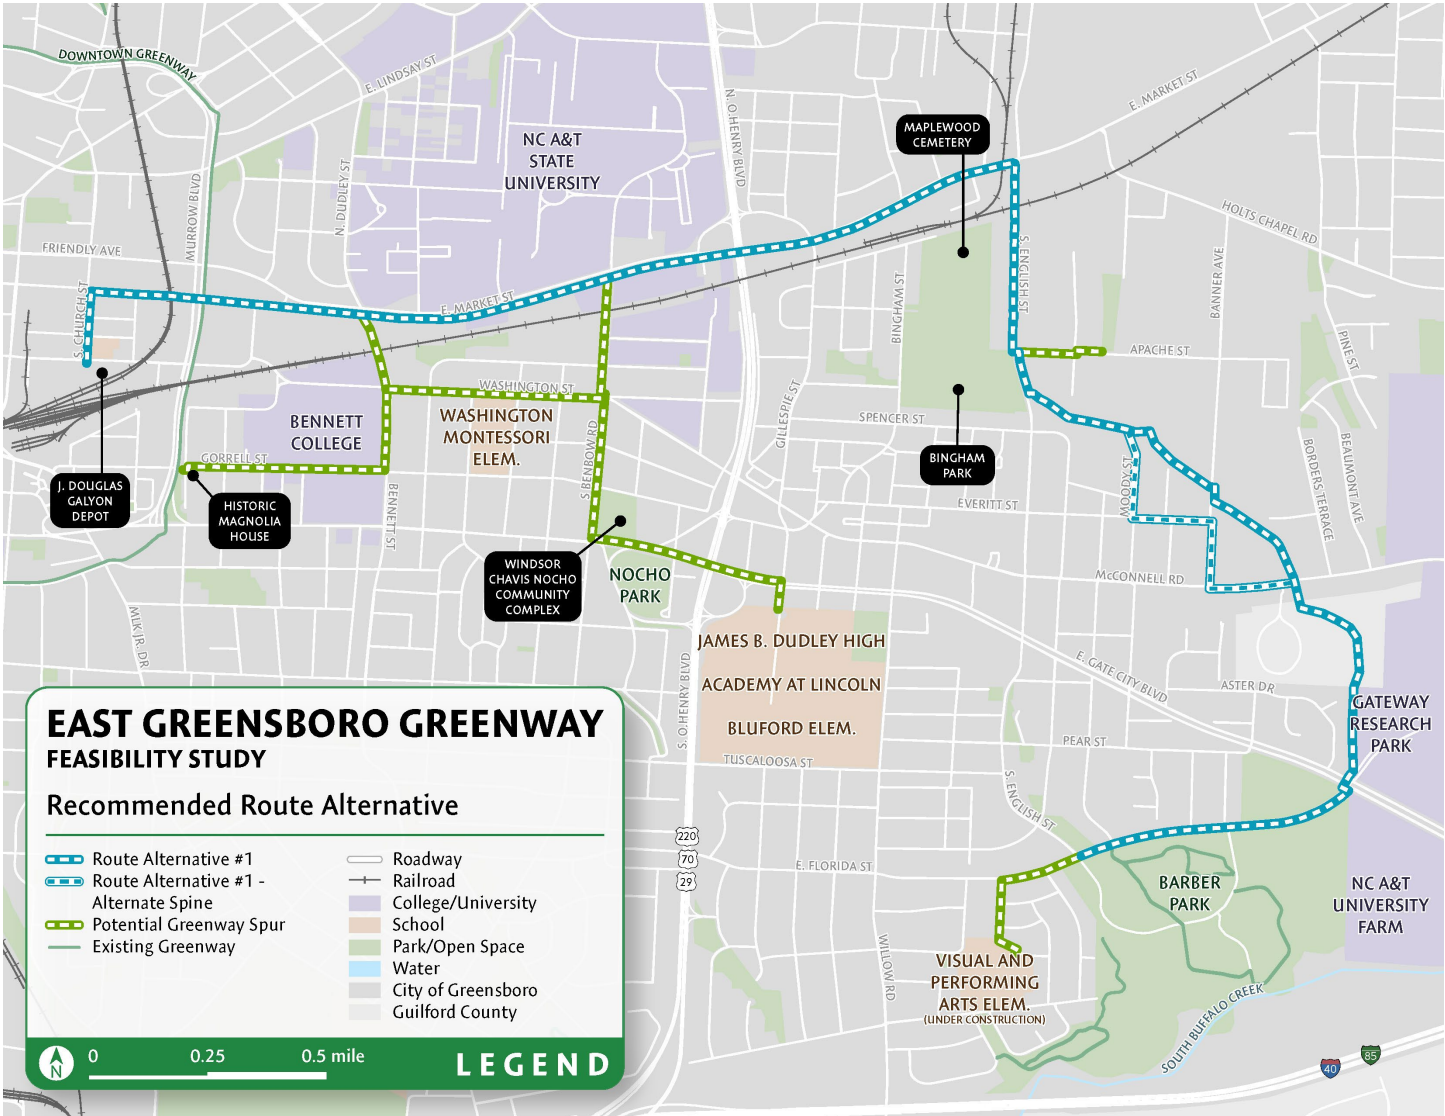 DOWNTOWN GREENWAY
E. LINDSAY ST
NC A&T
STATE
UNIVERSITY
N. O.HENRY BLVD
MAPLEWOOD
CEMETERY
E. MARKET ST
MURROW BLVD
N. DUDLEY ST
FRIENDLY AVE
HOLTS CHAPEL RD
S. CHURCH ST
E. MARKET ST
BINGHAM ST
S. ENGLISH ST
BANNER AVE
APACHE ST
PINE ST
WASHINGTON ST
BENNETT
COLLEGE
WASHINGTON
MONTESSORI
ELEM.
GILLESPIE ST
SPENCER ST
GORRELL ST
S.BENBOW RD
BINGHAM
PARK
MOODY ST
BORDERS TERRACE
BEAUMONT AVE
J. DOUGLAS
GALYON
DEPOT
HISTORIC
MAGNOLIA
HOUSE
BENNETT ST
EVERITT ST
WINDSOR
CHAVIS NOCHO
COMMUNITY
COMPLEX
NOCHO
PARK
McCONNELL RD
MLK JR. DR
JAMES B. DUDLEY HIGH
ACADEMY AT LINCOLN
BLUFORD ELEM.
E. GATE CITY BLVD
ASTER DR
S. O.HENRY BLVD
GATEWAY
RESEARCH
PARK
PEAR ST
TUSCALOOSA ST
S. ENGLISH ST
220
70
29
E. FLORIDA ST
BARBER
PARK
NC A&T
UNIVERSITY
FARM
WILLOW RD
VISUAL AND
PERFORMING
ARTS ELEM.
(UNDER CONSTRUCTION)
SOUTH BUFFALO CREEK
40
85
EAST GREENSBORO GREENWAY
FEASIBILITY STUDY
Recommended Route Alternative
Route Alternative #1
Route Alternative #1 -
Alternate Spine
Potential Greenway Spur
Existing Greenway
Roadway
Railroad
College/University
School
Park/Open Space
Water
City of Greensboro
Guilford County
N
0 0.25 0.5 mile
LEGEND